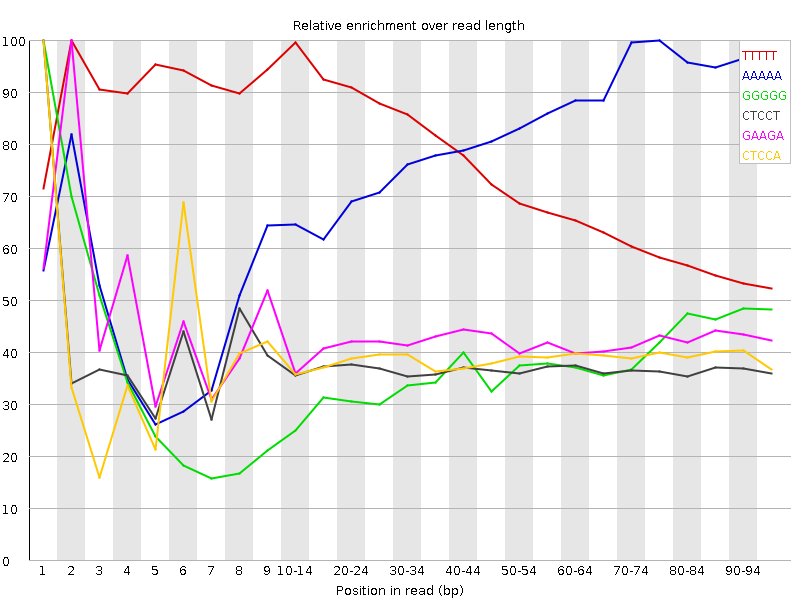 Relative enrichment over read length
100
90
80
70
60
50
40
30
20
10
0
TTTTT
AAAAA
GGGGG
CTCCT
GAAGA
CTCCA
1 2 3 4 5 6 7 8 9 10-14 20-24 30-34 40-44 50-54 60-64 70-74 80-84 90-94
Position in read (bp)